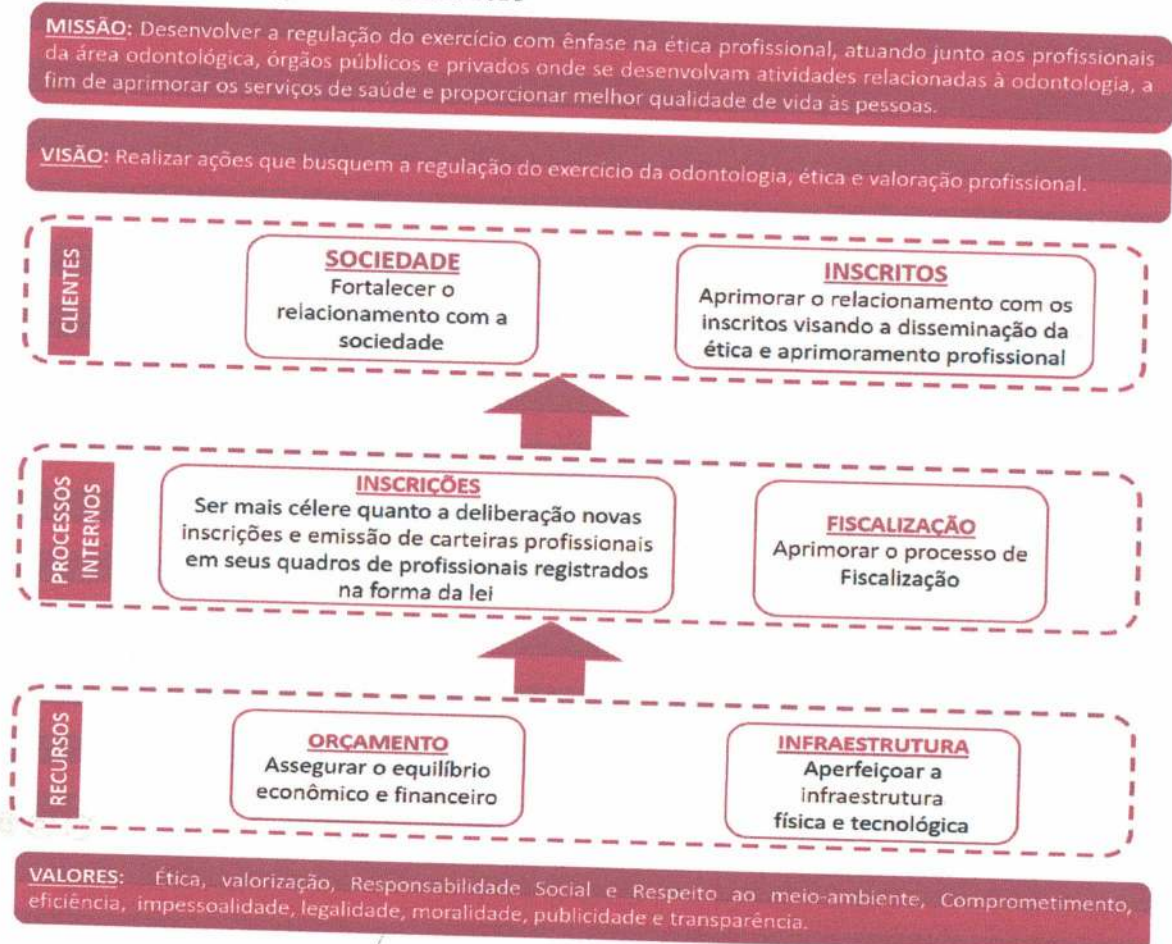 MISSÃO: Desenvolver a regulação do exercício com ênfase na ética profissional, atuando junto aos profissionais
da área odontológica, órgãos públicos e privados onde se desenvolvam atividades relacionadas à odontologia, a
fim de aprimorar os serviços de saúde e proporcionar melhor qualidade de vida às pessoas.
VISÃO: Realizar ações que busquem a regulação do exercício da odontologia, ética e valoração profissional.
CLIENTES
SOCIEDADE
Fortalecer o
relacionamento com a
sociedade
INSCRITOS
Aprimorar o relacionamento com os
inscritos visando a disseminação da
ética e aprimoramento profissional
PROCESSOS
INTERNOS
INSCRIÇÕES
Ser mais célere quanto a deliberação novas
inscrições e emissão de carteiras profissionais
em seus quadros de profissionais registrados
na forma da lei
FISCALIZAÇÃO
Aprimorar o processo de
Fiscalização
RECURSOS
ORÇAMENTO
Assegurar o equilíbrio
econômico e financeiro
INFRAESTRUTURA
Aperfeiçoar a
infraestrutura
física e tecnológica
VALORES: Ética, valorização, Responsabilidade Social e Respeito ao meio-ambiente, Comprometimento,
eficiência, impessoalidade, legalidade, moralidade, publicidade e transparência.